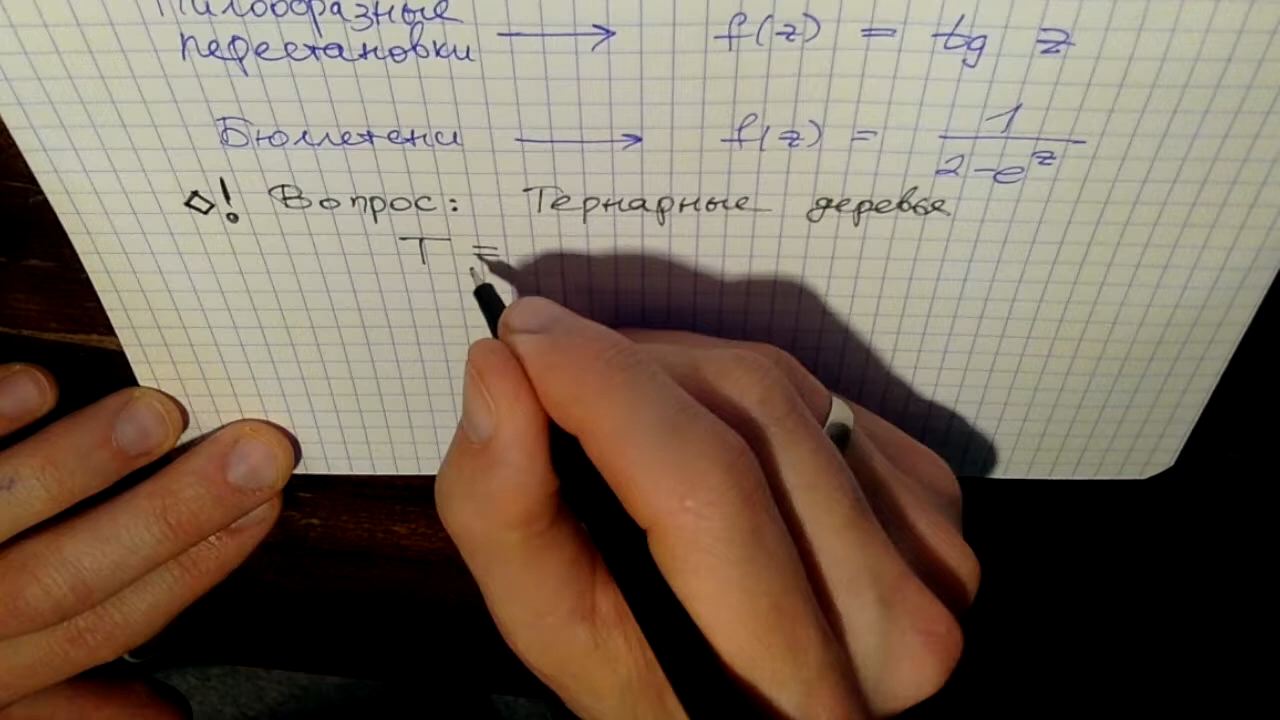 Пилообразные
перестановки → f(z) = tg z
Бюллетени → f(z) = 1 / (2 - e^z)
◇! Вопрос: Тернарные деревья
T =